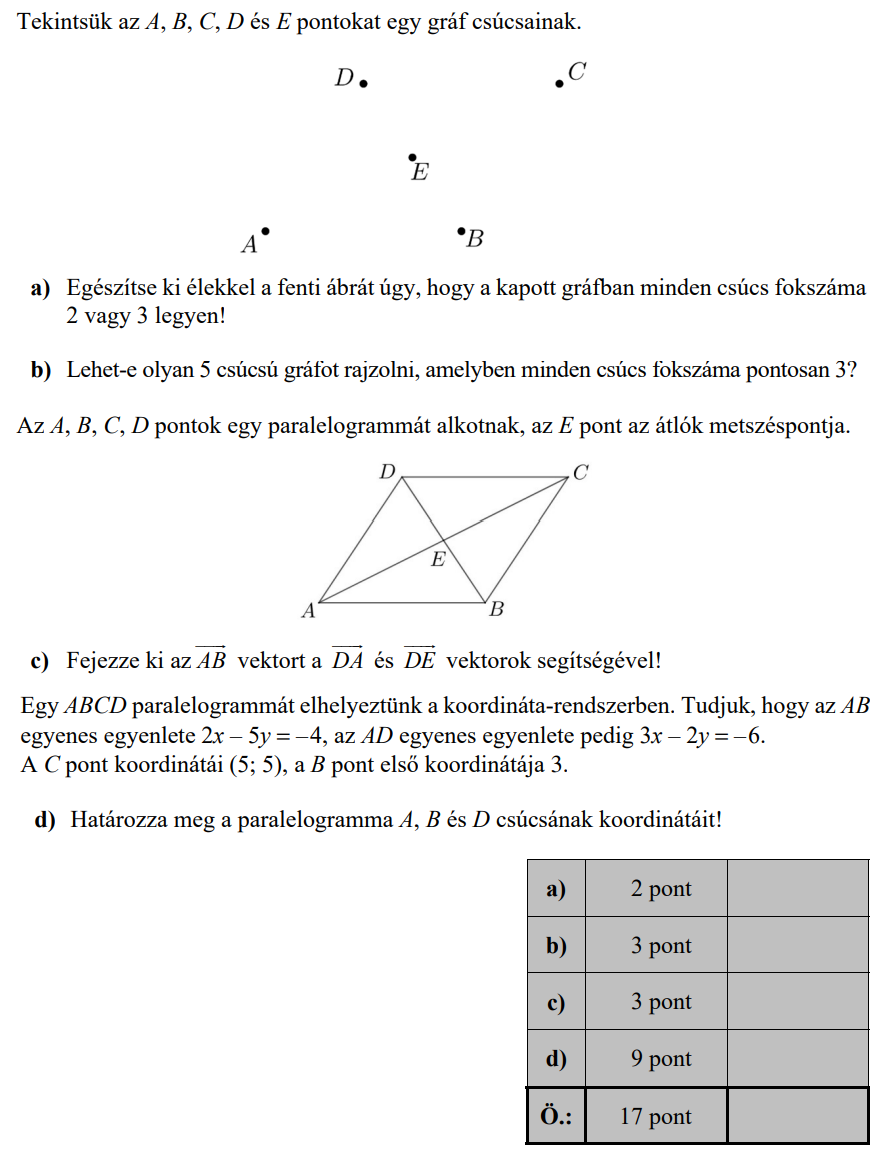 Tekintsük az A, B, C, D és E pontokat egy gráf csúcsainak.
D
C
E
A
B
a) Egészítse ki élekkel a fenti ábrát úgy, hogy a kapott gráfban minden csúcs fokszáma
2 vagy 3 legyen!
b) Lehet-e olyan 5 csúcsú gráfot rajzolni, amelyben minden csúcs fokszáma pontosan 3?
Az A, B, C, D pontok egy paralelogrammát alkotnak, az E pont az átlók metszéspontja.
D
C
E
A
B
c) Fejezze ki az \overrightarrow{AB} vektort a \overrightarrow{DA} és \overrightarrow{DE} vektorok segítségével!
Egy ABCD paralelogrammát elhelyeztünk a koordináta-rendszerben. Tudjuk, hogy az AB
egyenes egyenlete 2x – 5y = –4, az AD egyenes egyenlete pedig 3x – 2y = –6.
A C pont koordinátái (5; 5), a B pont első koordinátája 3.
d) Határozza meg a paralelogramma A, B és D csúcsának koordinátáit!
a) 2 pont
b) 3 pont
c) 3 pont
d) 9 pont
Ö.: 17 pont